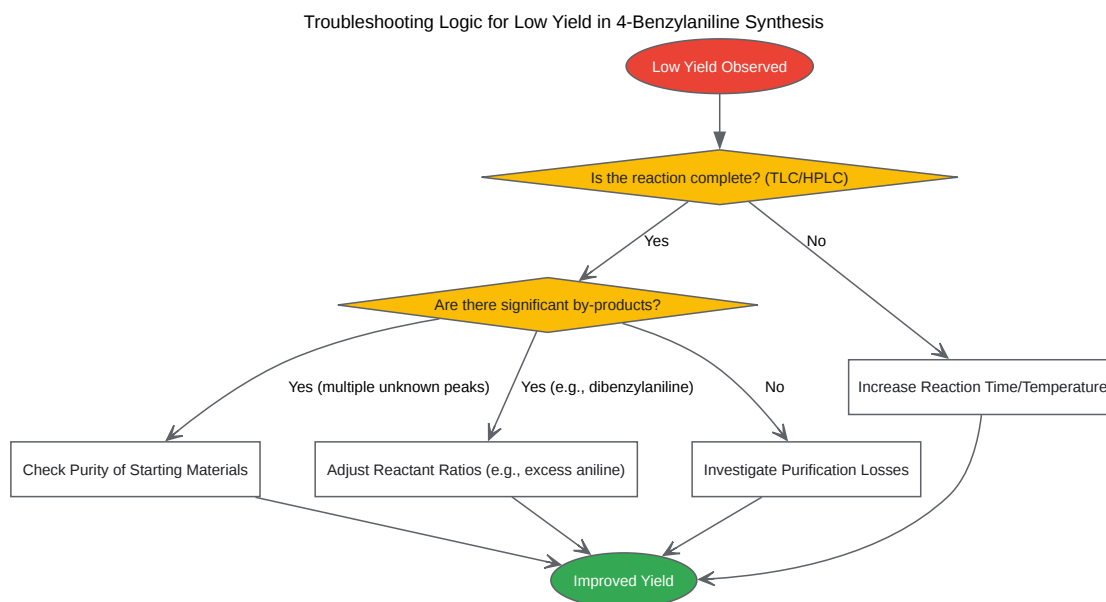 Troubleshooting Logic for Low Yield in 4-Benzylaniline Synthesis
Low Yield Observed
Is the reaction complete? (TLC/HPLC)
Yes
No
Are there significant by-products?
Yes (multiple unknown peaks)
Yes (e.g., dibenzylaniline)
No
Increase Reaction Time/Temperature
Check Purity of Starting Materials
Adjust Reactant Ratios (e.g., excess aniline)
Investigate Purification Losses
Improved Yield